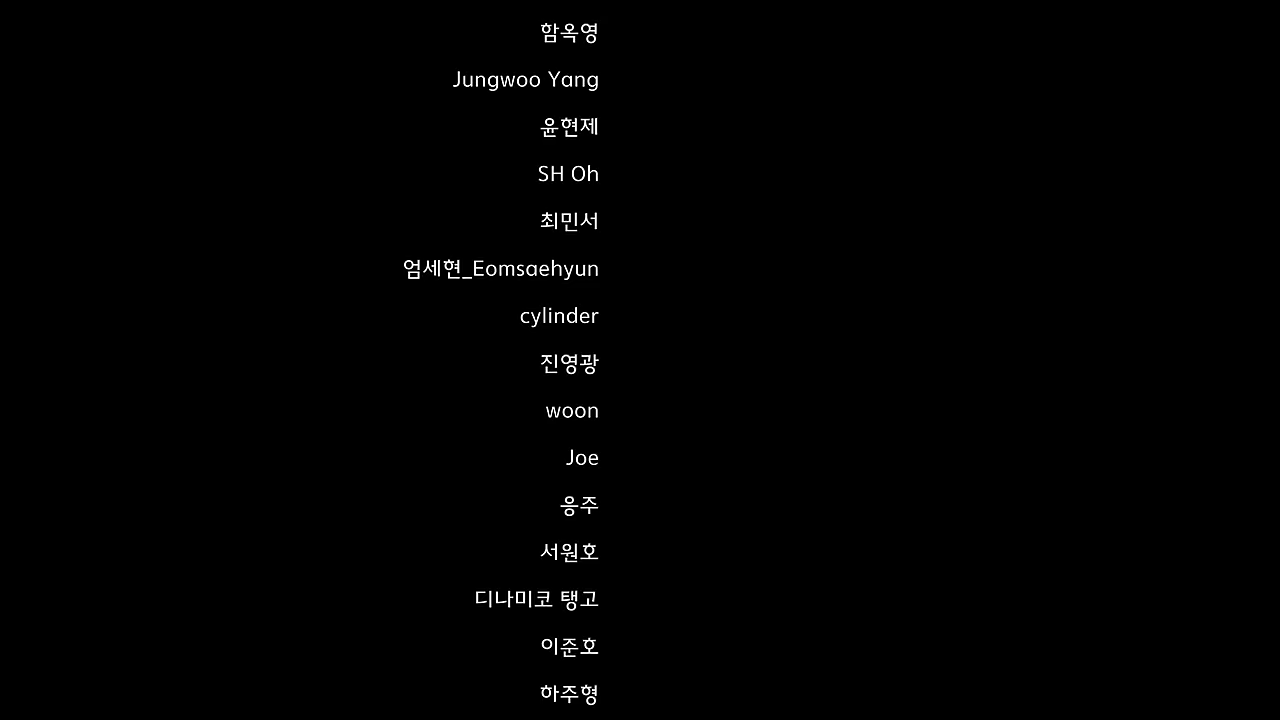 함옥영
Jungwoo Yang
윤현제
SH Oh
최민서
엄세현_Eomsaehyun
cylinder
진영광
woon
Joe
응주
서원호
디나미코 탱고
이준호
하주형